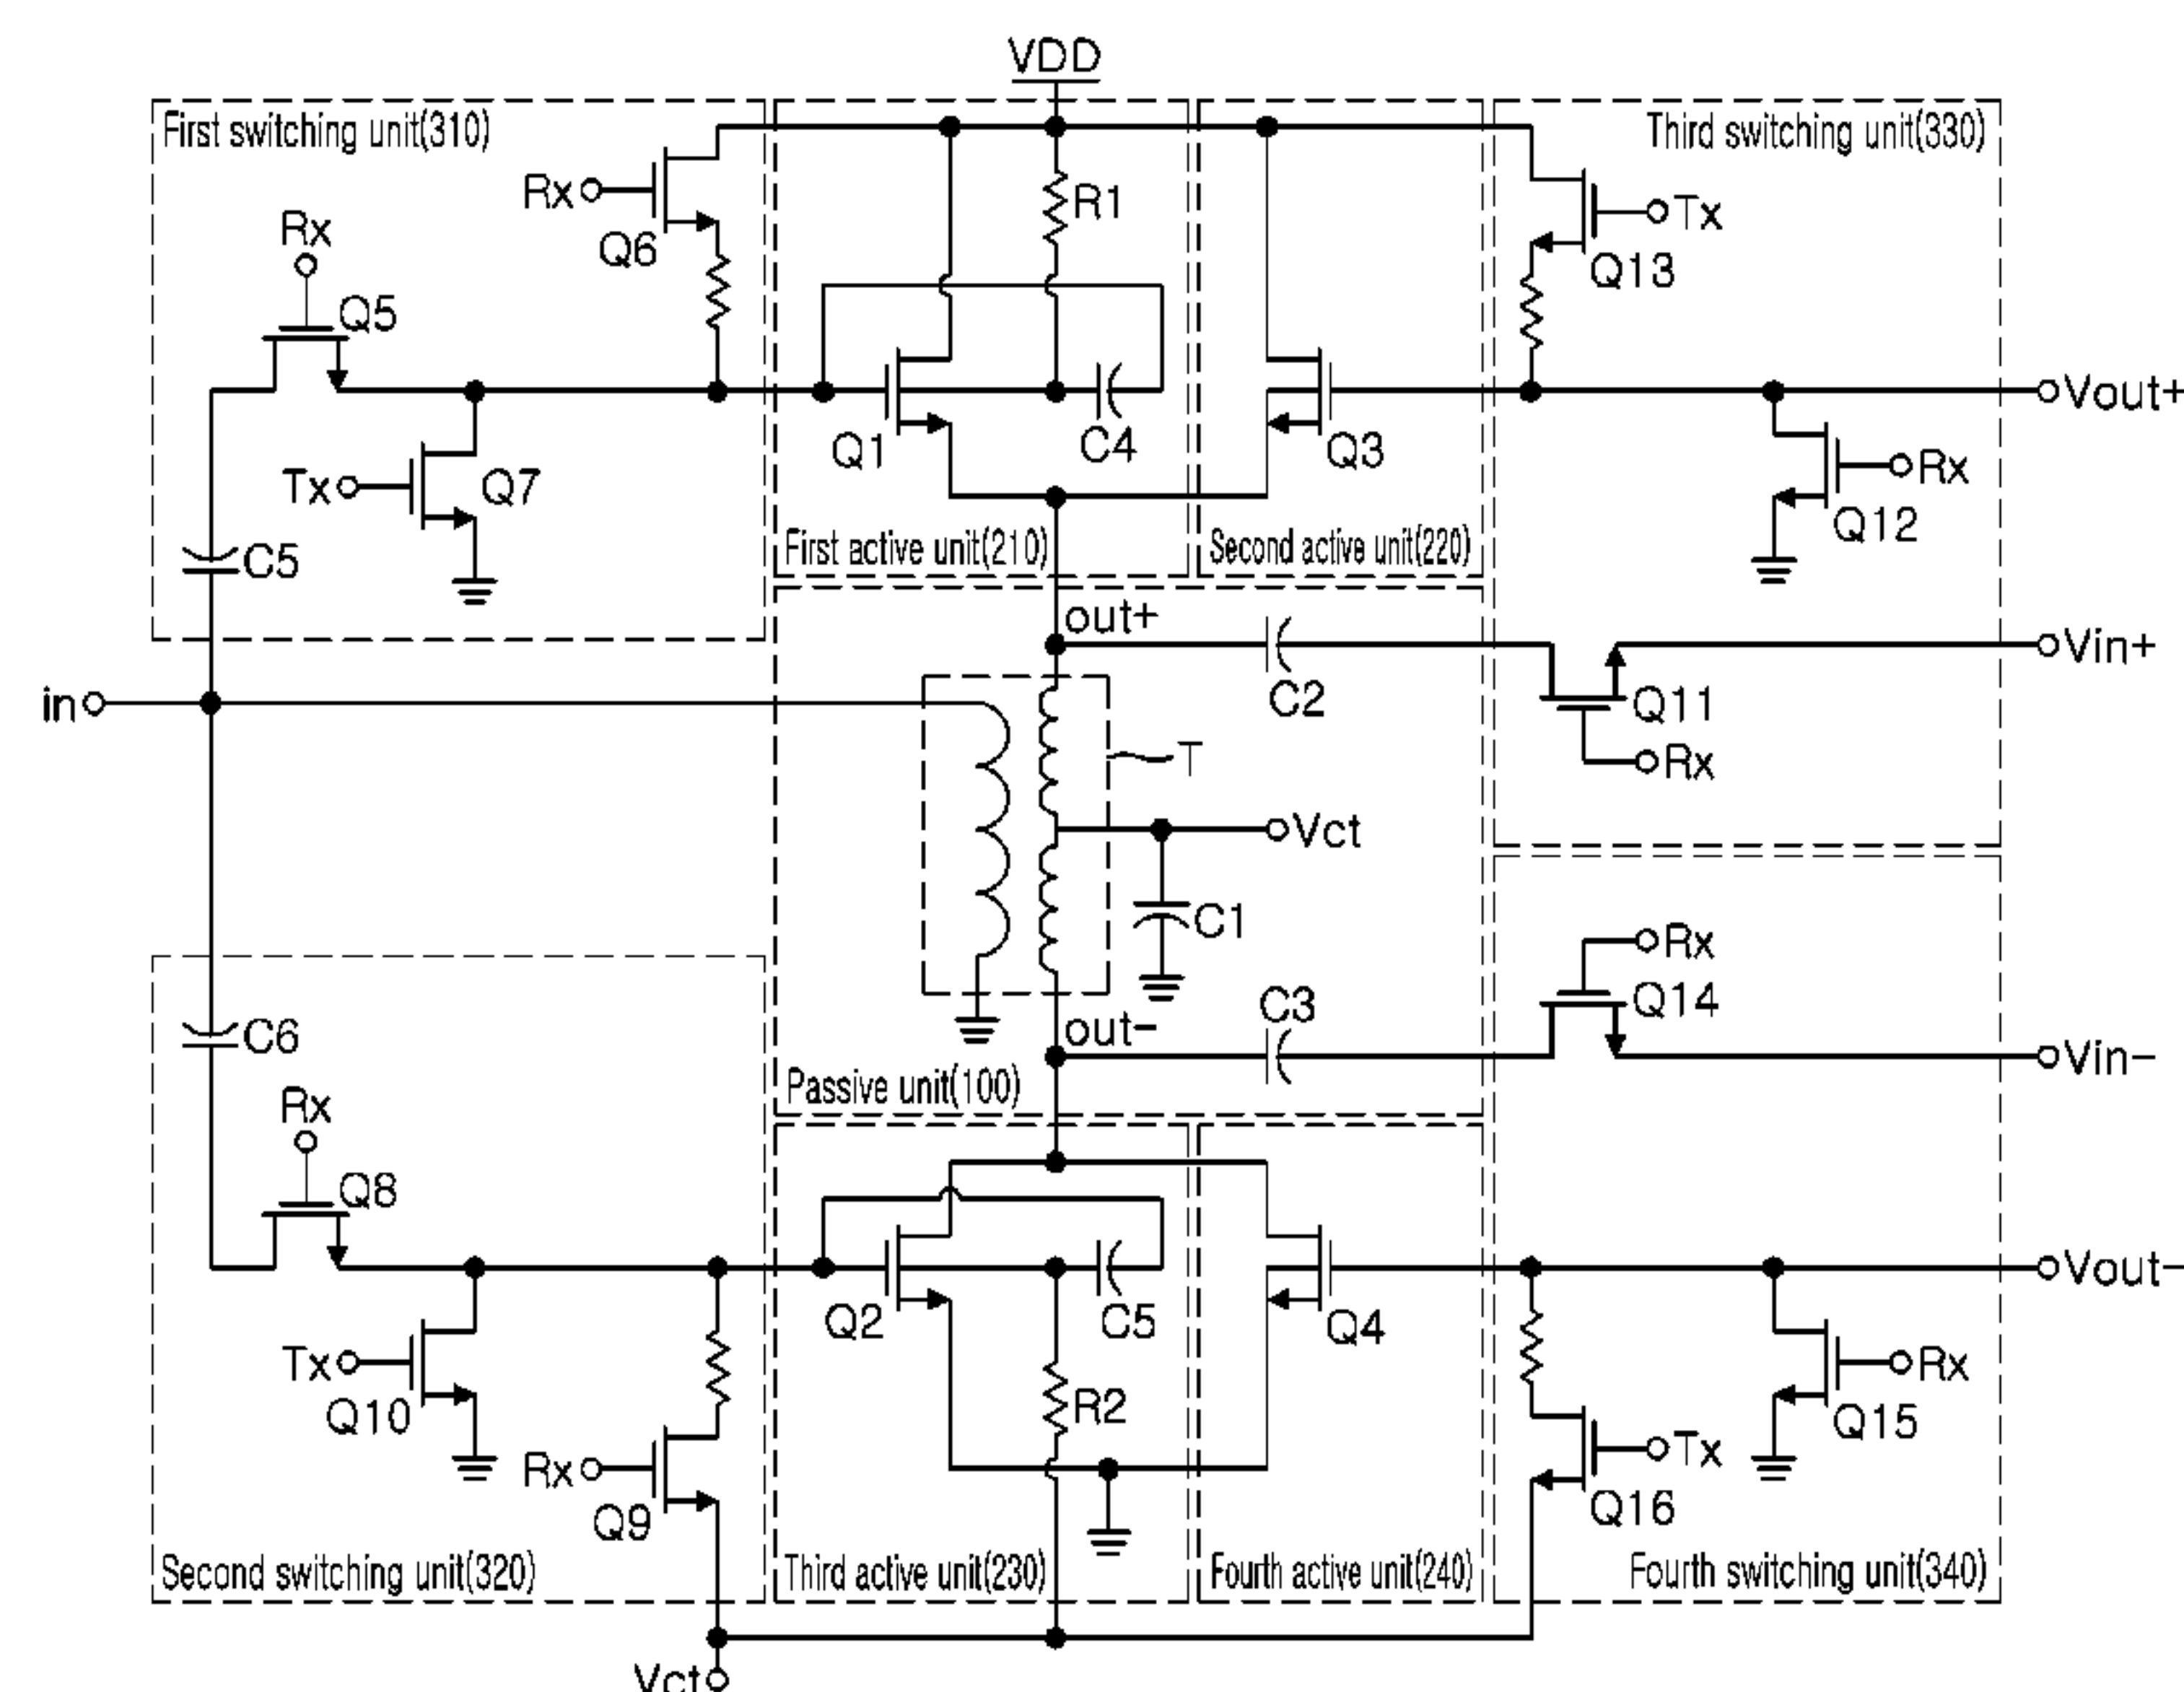 VDD
First switching unit(310)
Third switching unit(330)
Rx
R1
Tx
Rx
Q6
Q13
Q5
Q1
C4
Q3
Vout+
Tx
Q7
Rx
Q12
First active unit(210)
Second active unit(220)
C5
out+
C2
Vin+
in
Q11
T
Rx
Vct
C1
Rx
Q14
C3
C6
out-
Vin-
Passive unit(100)
Rx
Q8
Q2
C5
Q4
Vout-
Tx
Q10
R2
Rx
Q15
Rx
Q9
Tx
Q16
Second switching unit(320)
Third active unit(230)
Fourth active unit(240)
Fourth switching unit(340)
Vct